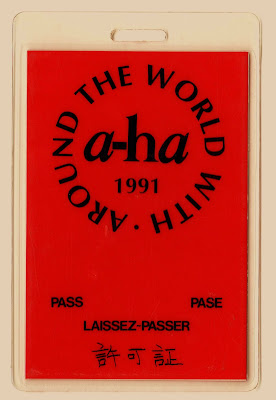 AROUND THE WORLD WITH ·
a-ha
1991
PASS PASE
LAISSEZ-PASSER
許可証